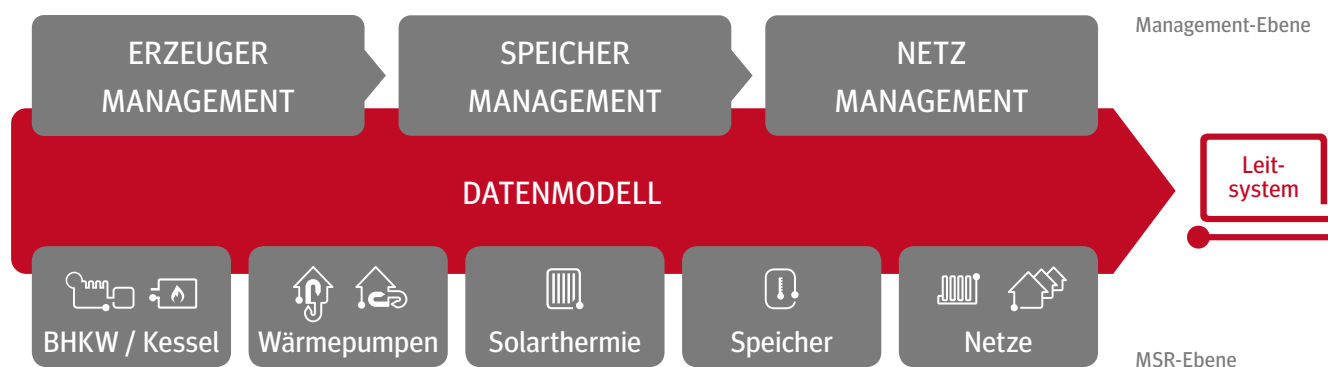 Management-Ebene
ERZEUGER
MANAGEMENT
SPEICHER
MANAGEMENT
NETZ
MANAGEMENT
DATENMODELL
Leit-
system
BHKW / Kessel
Wärmepumpen
Solarthermie
Speicher
Netze
MSR-Ebene